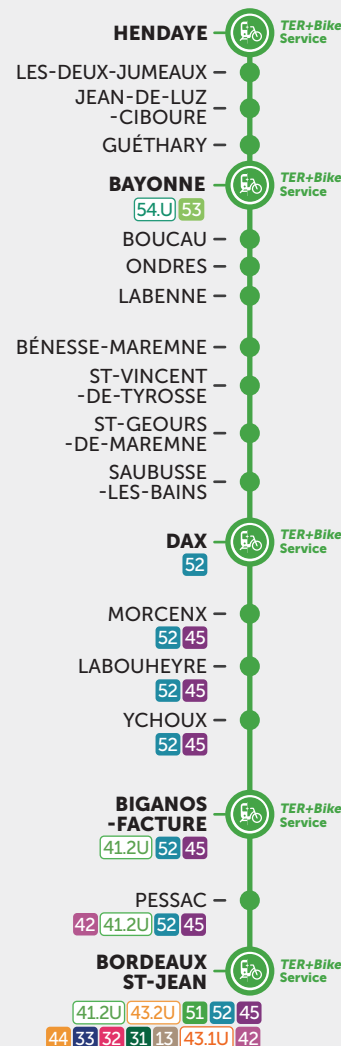 HENDAYE – TER+Bike
Service
LES-DEUX-JUMEAUX –
JEAN-DE-LUZ
-CIBOURE –
GUÉTHARY –
BAYONNE – TER+Bike
Service
54.U 53
BOUCAU –
ONDRES –
LABENNE –
BÉNESSE-MAREMNE –
ST-VINCENT
-DE-TYROSSE –
ST-GEOURS
-DE-MAREMNE –
SAUBUSSE
-LES-BAINS –
DAX – TER+Bike
Service
52
MORCENX –
52 45
LABOUHEYRE –
52 45
YCHOUX –
52 45
BIGANOS
-FACTURE – TER+Bike
Service
41.2U 52 45
PESSAC –
42 41.2U 52 45
BORDEAUX
ST-JEAN – TER+Bike
Service
41.2U 43.2U 51 52 45
44 33 32 31 13 43.1U 42